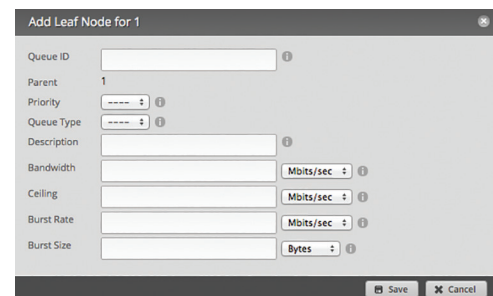 Add Leaf Node for 1
Queue ID
Parent 1
Priority ----
Queue Type ----
Description
Bandwidth Mbits/sec
Ceiling Mbits/sec
Burst Rate Mbits/sec
Burst Size Bytes
Save Cancel